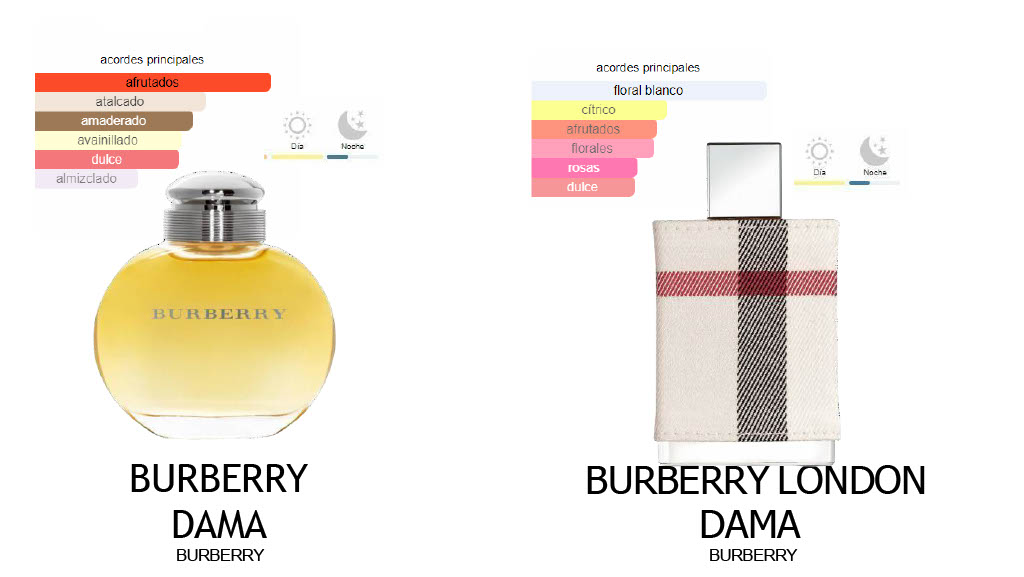 acordes principales
afrutados
atalcado
amaderado
avainillado
dulce
almizclado
Día
Noche
BURBERRY
BURBERRY
DAMA
BURBERRY
acordes principales
floral blanco
cítrico
afrutados
florales
rosas
dulce
Día
Noche
BURBERRY LONDON
DAMA
BURBERRY